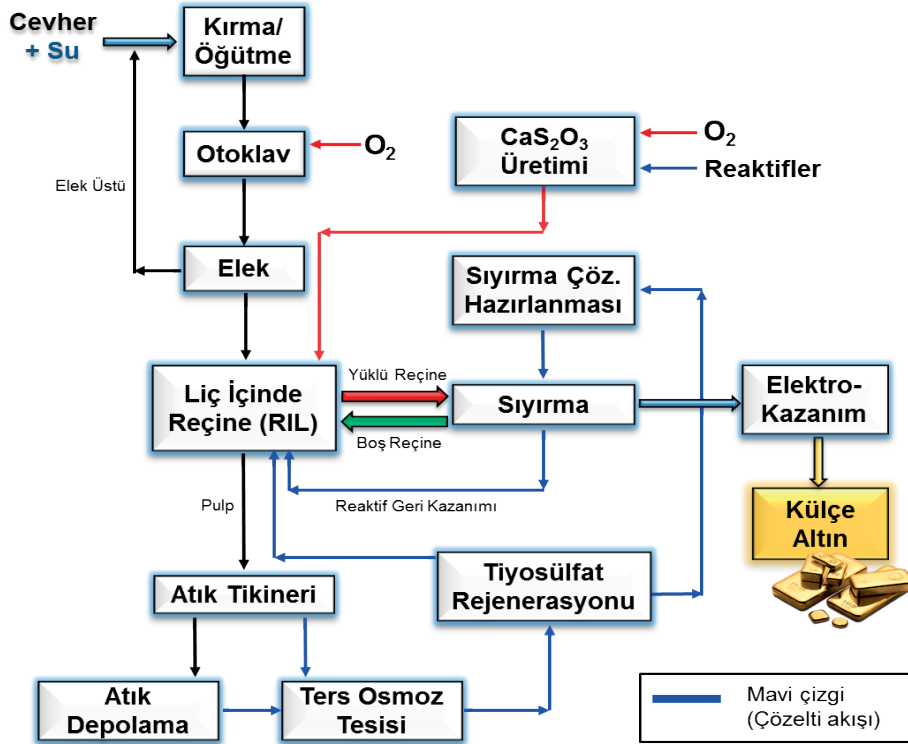 Cevher
+ Su
Kırma/
Öğütme
Otoklav
O₂
Elek Üstü
Elek
CaS₂O₃
Üretimi
O₂
Reaktifler
Sıyırma Çöz.
Hazırlanması
Liç İçinde
Reçine (RIL)
Yüklü Reçine
Boş Reçine
Sıyırma
Elektro-
Kazanım
Reaktif Geri Kazanımı
Pulp
Külçe
Altın
Atık Tikineri
Tiyosülfat
Rejenerasyonu
Atık
Depolama
Ters Osmoz
Tesisi
Mavi çizgi
(Çözelti akışı)